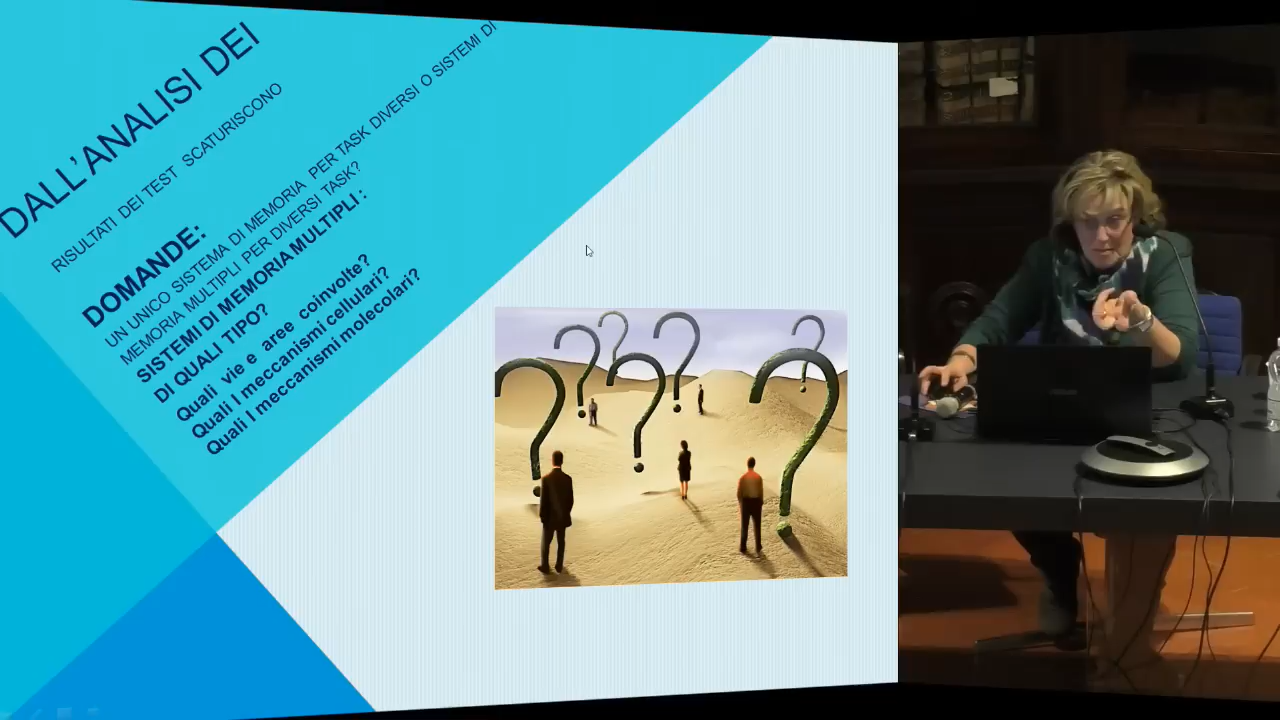 DALL'ANALISI DEI
RISULTATI DEI TEST SCATURISCONO
DOMANDE:
UN UNICO SISTEMA DI MEMORIA PER TASK DIVERSI O SISTEMI DI
MEMORIA MULTIPLI PER DIVERSI TASK?
SISTEMI DI MEMORIA MULTIPLI :
DI QUALI TIPO?
Quali vie e aree coinvolte?
Quali I meccanismi cellulari?
Quali I meccanismi molecolari?